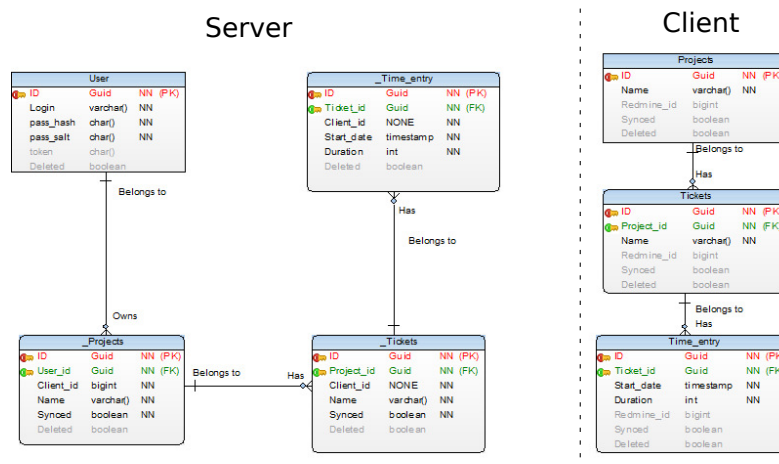 Server
Client
User
ID Guid NN (PK)
Login varchar() NN
pass_hash char() NN
pass_salt char() NN
token char()
Deleted boolean
_Time_entry
ID Guid NN (PK)
Ticket_id Guid NN (FK)
Client_id NONE NN
Start_date timestamp NN
Duration int NN
Deleted boolean
Belongs to
Owns
Has
Belongs to
_Projects
ID Guid NN (PK)
User_id Guid NN (FK)
Client_id bigint NN
Name varchar() NN
Synced boolean NN
Deleted boolean
Belongs to
Has
_Tickets
ID Guid NN (PK)
Project_id Guid NN (FK)
Client_id NONE NN
Name varchar() NN
Synced boolean NN
Deleted boolean
Projects
ID Guid NN (PK)
Name varchar() NN
Redmine_id bigint
Synced boolean
Deleted boolean
Belongs to
Has
Tickets
ID Guid NN (PK)
Project_id Guid NN (FK)
Name varchar() NN
Redmine_id bigint
Synced boolean
Deleted boolean
Belongs to
Has
Time_entry
ID Guid NN (PK)
Ticket_id Guid NN (FK)
Start_date timestamp NN
Duration int NN
Redmine_id bigint
Synced boolean
Deleted boolean